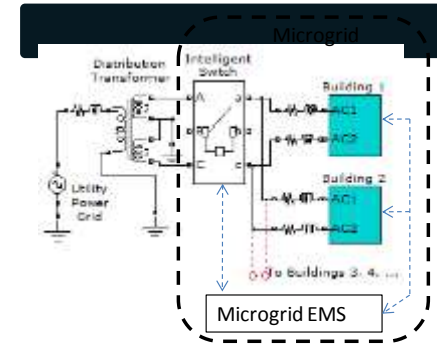 Microgrid
Distribution
Transformer
Intelligent
Switch
A
a
B
b
C
c
Utility
Power
Grid
Building 1
AC1
AC2
Building 2
AC1
AC2
To Buildings 3, 4, ...
Microgrid EMS